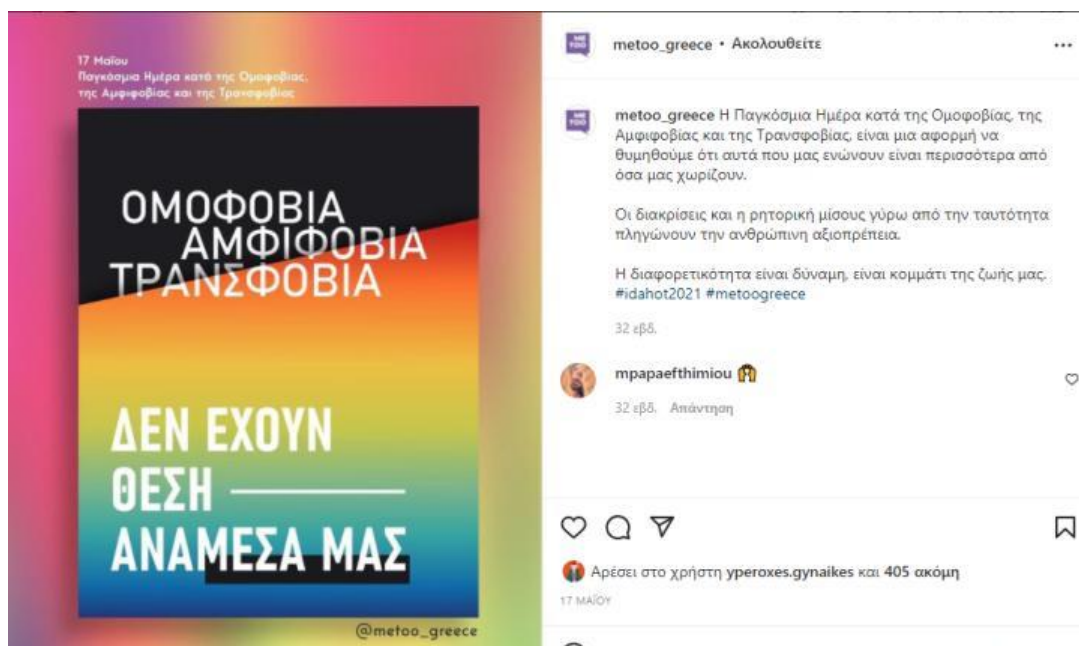 17 Μαΐου
Παγκόσμια Ημέρα κατά της Ομοφοβίας,
της Αμφιφοβίας και της Τρανσφοβίας
ΟΜΟΦΟΒΙΑ
ΑΜΦΙΦΟΒΙΑ
ΤΡΑΝΣΦΟΒΙΑ
ΔΕΝ ΕΧΟΥΝ
ΘΕΣΗ
ΑΝΑΜΕΣΑ ΜΑΣ
@metoo_greece
ME
TOO
metoo_greece • Ακολουθείτε
ME
TOO
metoo_greece Η Παγκόσμια Ημέρα κατά της Ομοφοβίας, της
Αμφιφοβίας και της Τρανσφοβίας, είναι μια αφορμή να
θυμηθούμε ότι αυτά που μας ενώνουν είναι περισσότερα από
όσα μας χωρίζουν.
Οι διακρίσεις και η ρητορική μίσους γύρω από την ταυτότητα
πληγώνουν την ανθρώπινη αξιοπρέπεια.
Η διαφορετικότητα είναι δύναμη, είναι κομμάτι της ζωής μας.
#idahot2021 #metoogreece
32 εβδ.
mpapaefthimiou
32 εβδ. Απάντηση
Αρέσει στο χρήστη yperoxes.gynaikes και 405 ακόμη
17 ΜΑΪΟΥ